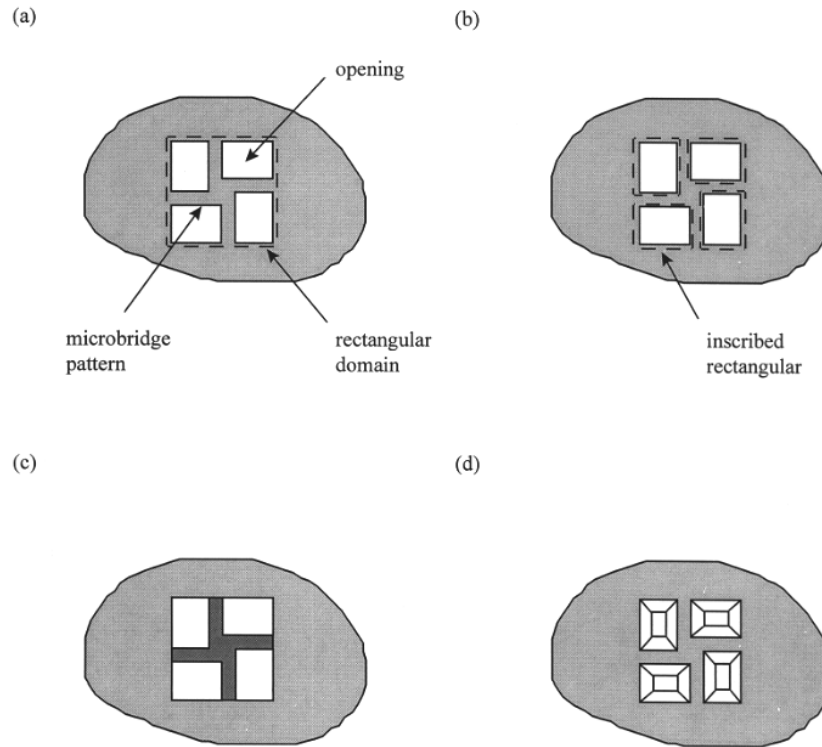 (a)
(b)
opening
microbridge
pattern
rectangular
domain
inscribed
rectangular
(c)
(d)